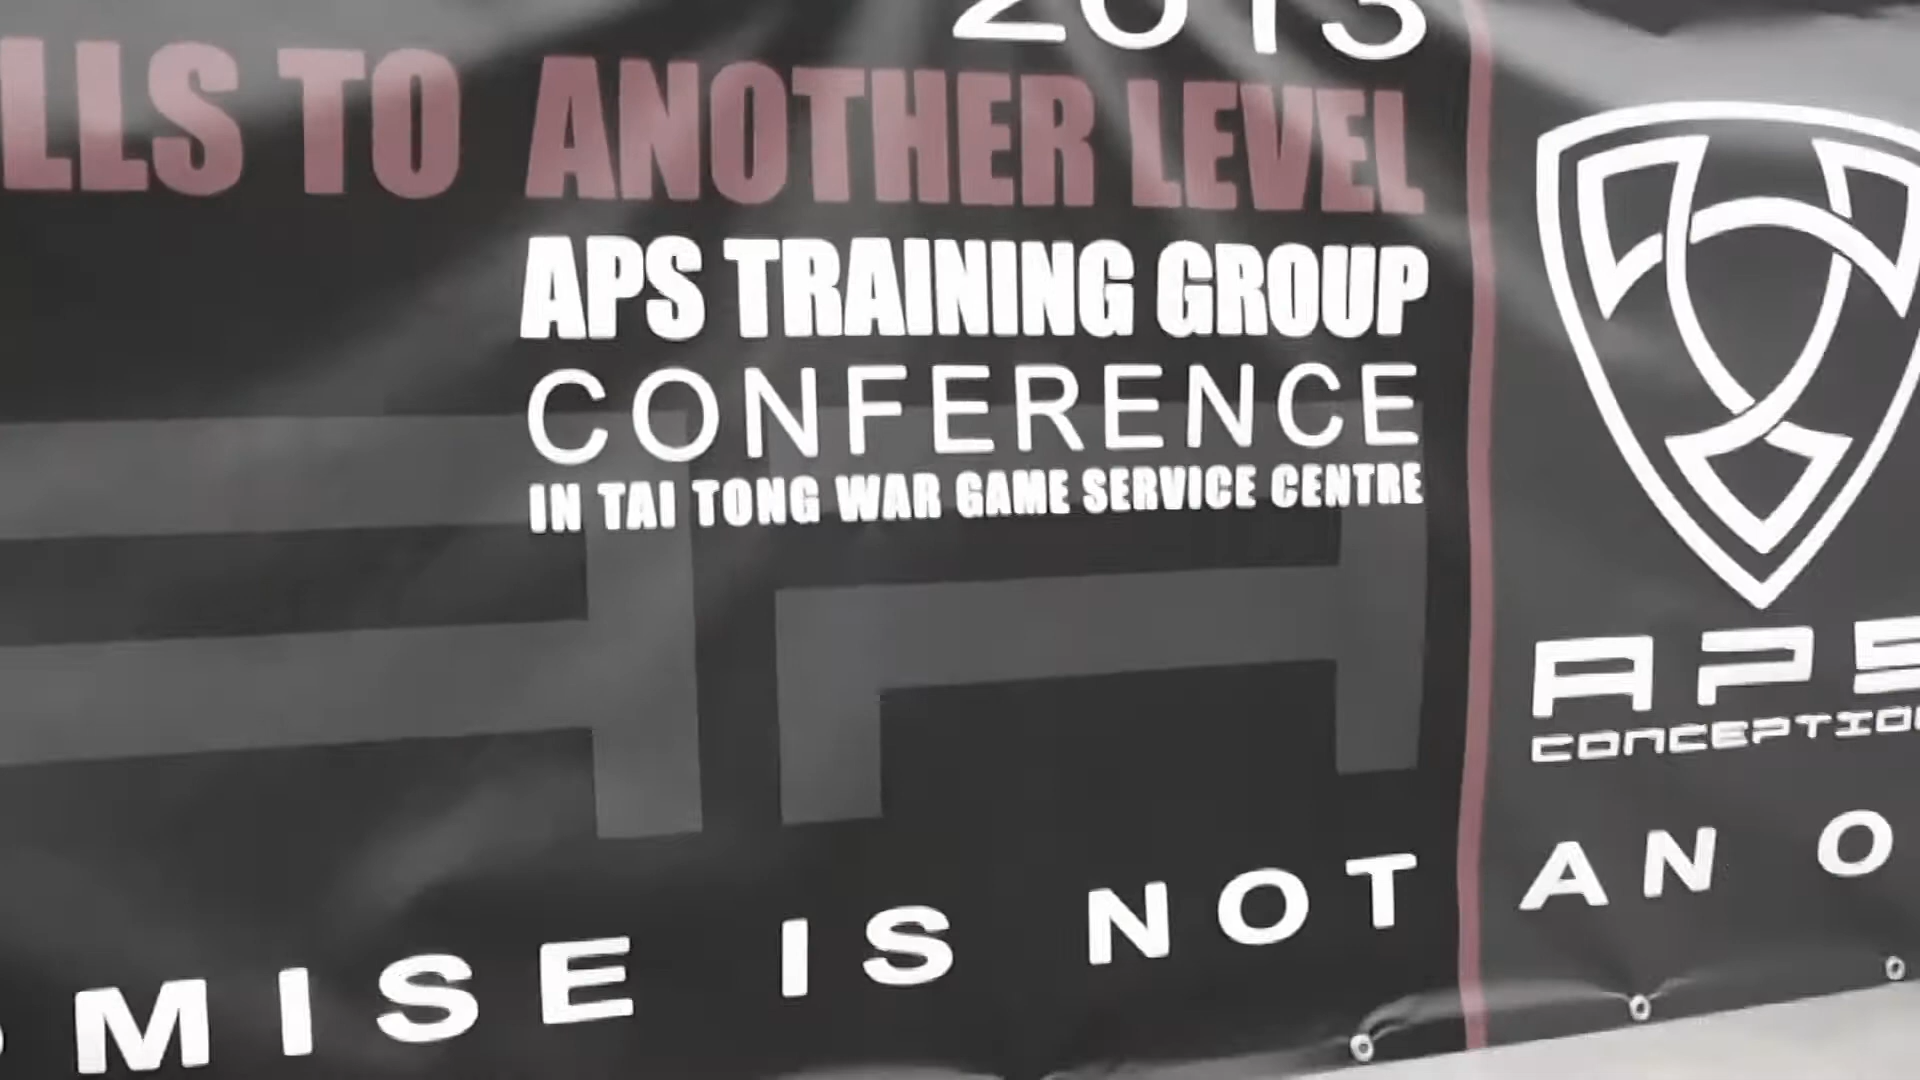 2013
LLS TO ANOTHER LEVEL
APS TRAINING GROUP
CONFERENCE
IN TAI TONG WAR GAME SERVICE CENTRE
APS
CONCEPTIO
MISE IS NOT AN O